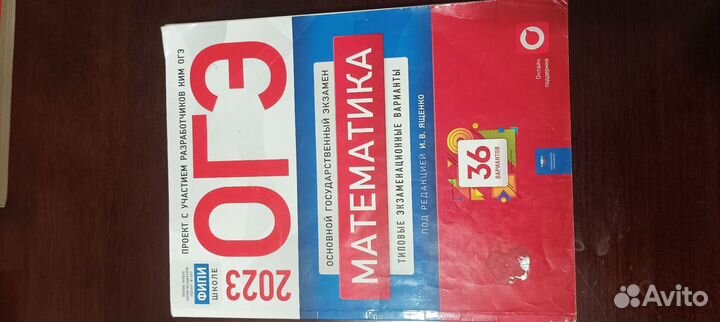 ПРОЕКТ С УЧАСТИЕМ РАЗРАБОТЧИКОВ КИМ ОГЭ
ФИПИ
ШКОЛЕ
2023
ОГЭ
ОСНОВНОЙ ГОСУДАРСТВЕННЫЙ ЭКЗАМЕН
МАТЕМАТИКА
ТИПОВЫЕ ЭКЗАМЕНАЦИОННЫЕ ВАРИАНТЫ
ПОД РЕДАКЦИЕЙ И. В. ЯЩЕНКО
36
ВАРИАНТОВ
Онлайн
поддержка
Avito